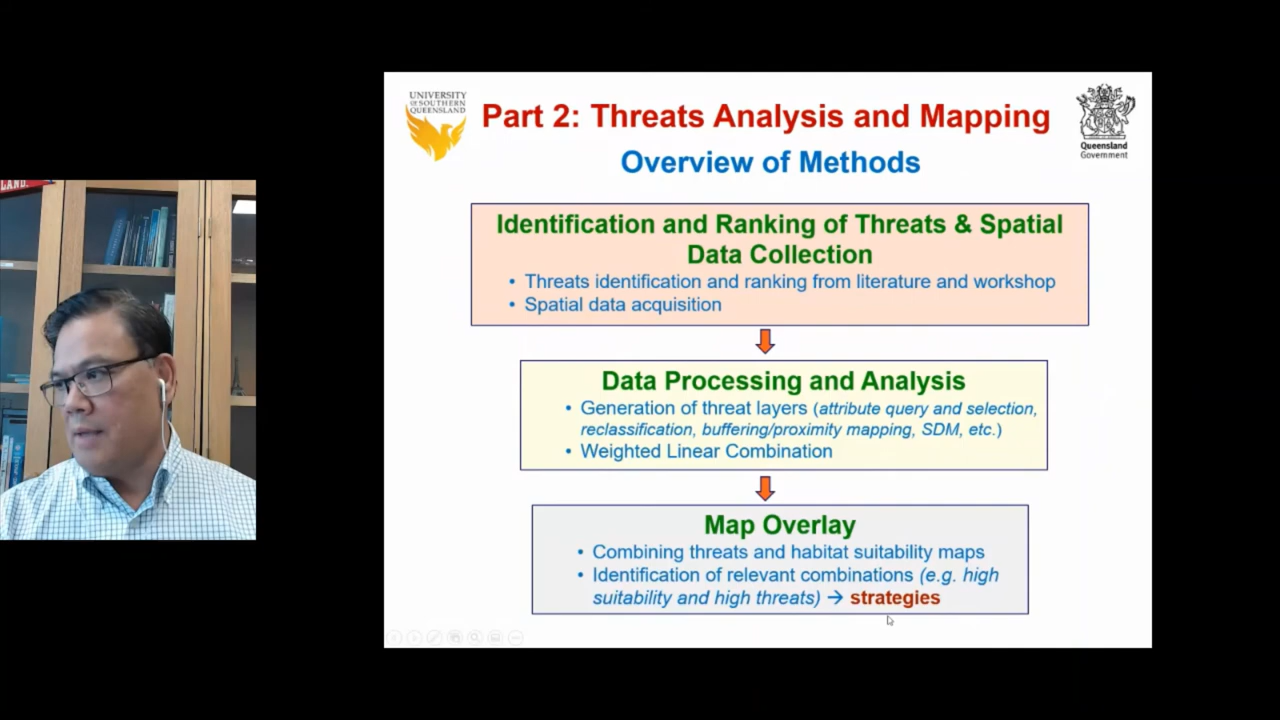 LAND.
UNIVERSITY
OF SOUTHERN
QUEENSLAND
Part 2: Threats Analysis and Mapping
Overview of Methods
Queensland
Government
Identification and Ranking of Threats & Spatial
Data Collection
• Threats identification and ranking from literature and workshop
• Spatial data acquisition
Data Processing and Analysis
• Generation of threat layers (attribute query and selection,
reclassification, buffering/proximity mapping, SDM, etc.)
• Weighted Linear Combination
Map Overlay
• Combining threats and habitat suitability maps
• Identification of relevant combinations (e.g. high
suitability and high threats) → strategies